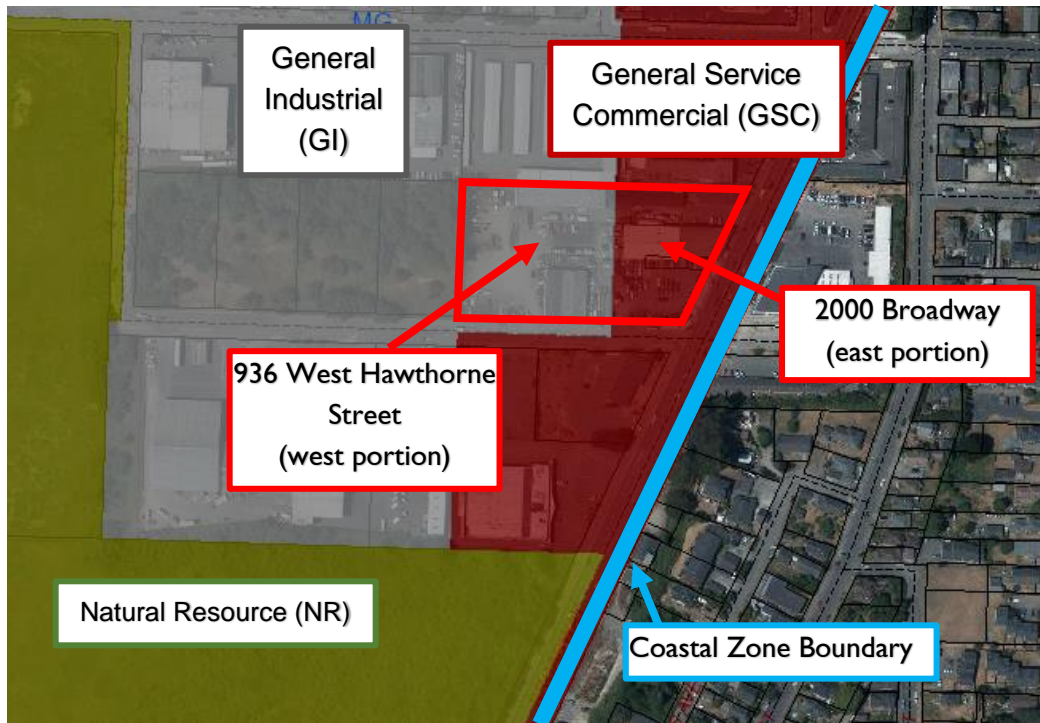 MG
General
Industrial
(GI)
General Service
Commercial (GSC)
2000 Broadway
(east portion)
936 West Hawthorne
Street
(west portion)
Natural Resource (NR)
Coastal Zone Boundary